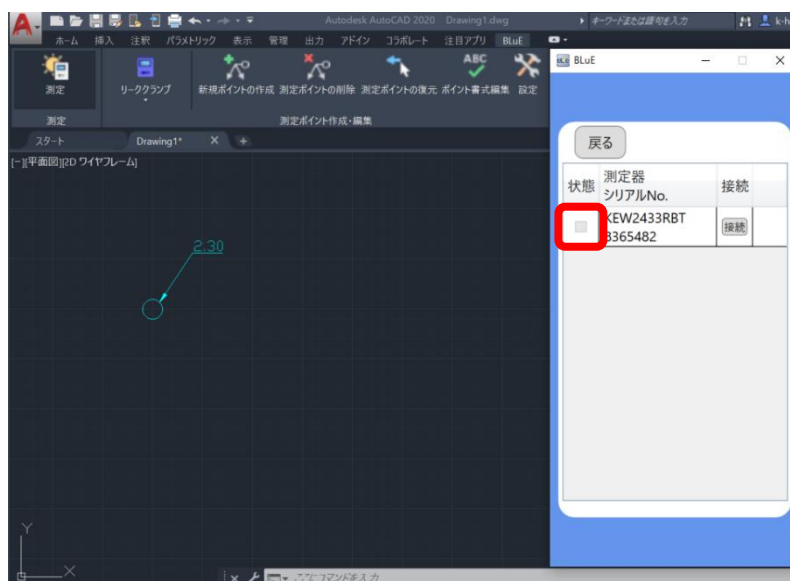 Autodesk AutoCAD 2020 Drawing1.dwg
キーワードまたは語句を入力
k-h
ホーム 挿入 注釈 パラメトリック 表示 管理 出力 アドイン コラボレート 注目アプリ BLuE
測定
リーククランプ
新規ポイントの作成
測定ポイントの削除
測定ポイントの復元
ABC
ポイント書式編集
設定
測定
測定ポイント作成・編集
スタート
Drawing1*
[-][平面図][2D ワイヤフレーム]
2.30
Y
X
ここにコマンドを入力
BLuE
戻る
状態
測定器
シリアルNo.
接続
KEW2433RBT
8365482
接続